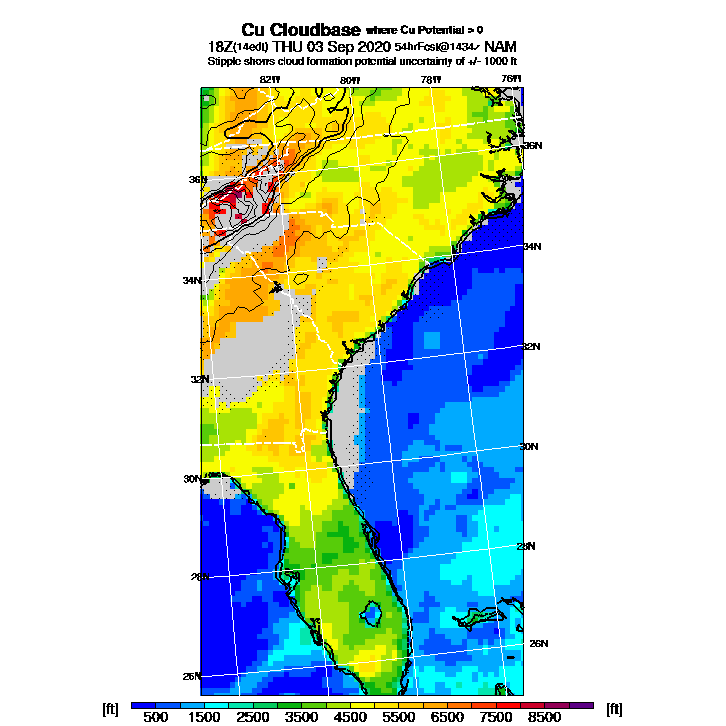 Cu Cloudbase where Cu Potential > 0
18Z(14edt) THU 03 Sep 2020 54hrFcst@1434z NAM
Stipple shows cloud formation potential uncertainty of +/- 1000 ft
82W 80W 78W 76W
36N 36N
34N 34N
32N 32N
30N 30N
28N 28N
26N 26N
[ft] 500 1500 2500 3500 4500 5500 6500 7500 8500 [ft]